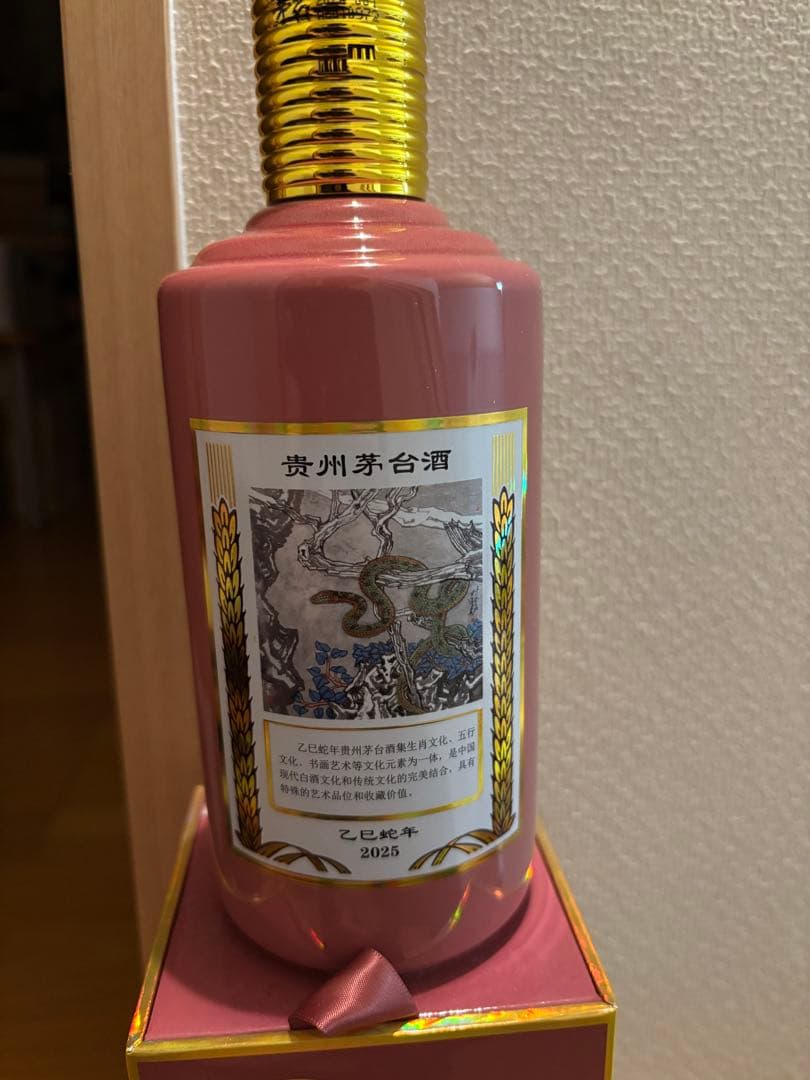 贵州茅台酒
乙巳蛇年贵州茅台酒集生肖文化、五行
文化、书画艺术等文化元素为一体，是中国
现代白酒文化和传统文化的完美结合，具有
特殊的艺术品位和收藏价值。
乙巳蛇年
2025